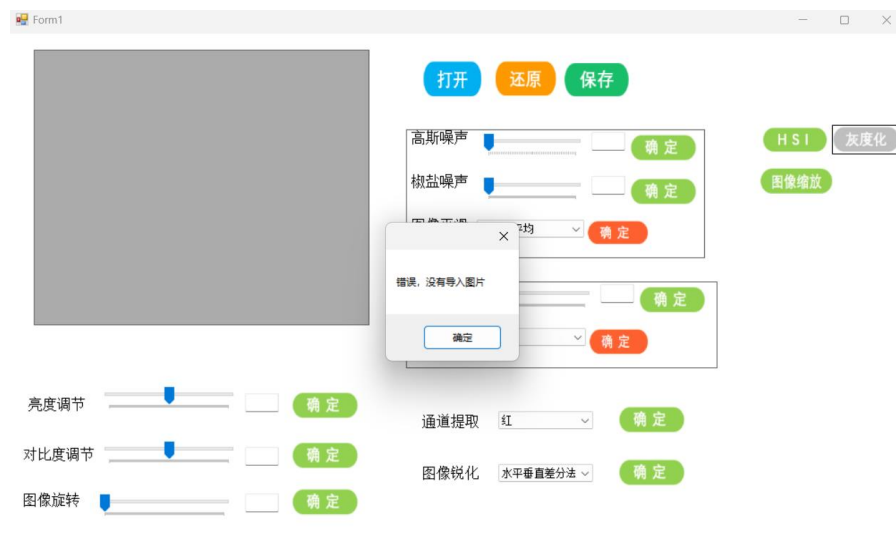 Form1
打开 还原 保存
高斯噪声 确定
HSI 灰度化
椒盐噪声 确定
图像缩放
平均 确定
错误，没有导入图片
确定
确定
确定
亮度调节 确定
通道提取 红 确定
对比度调节 确定
图像锐化 水平垂直差分法 确定
图像旋转 确定